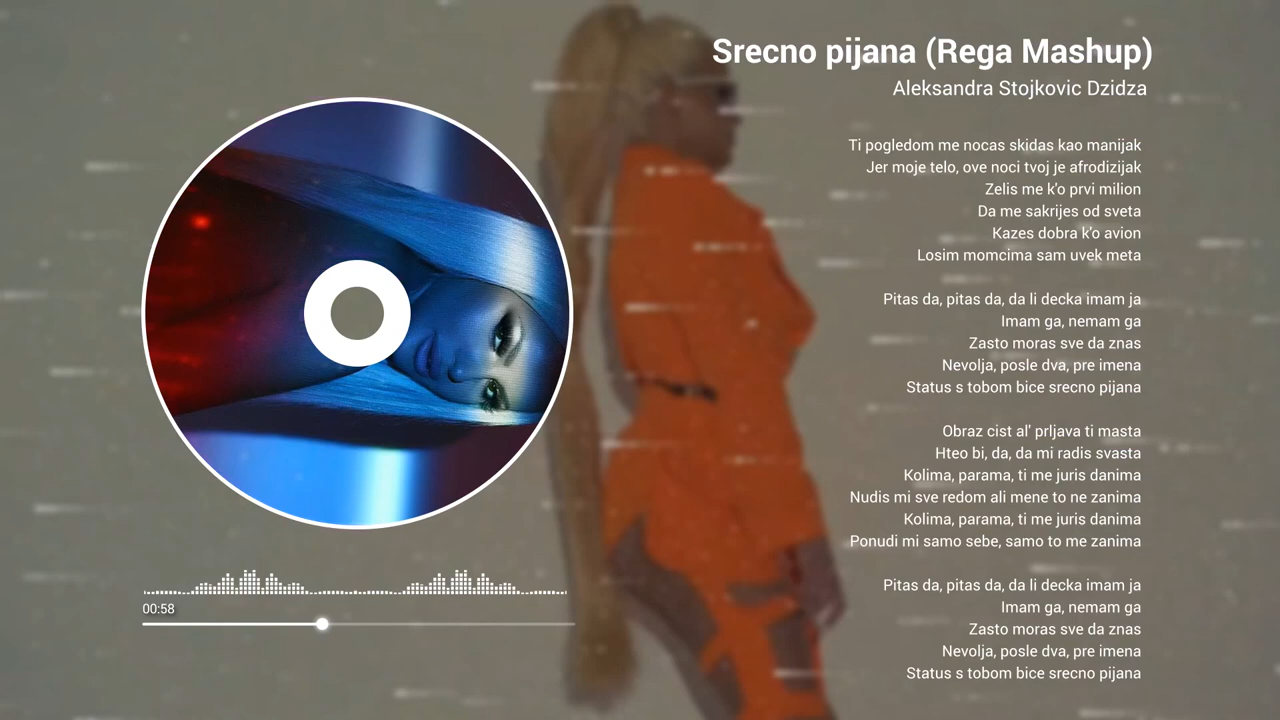 Srecno pijana (Rega Mashup)
Aleksandra Stojkovic Dzidza
Ti pogledom me nocas skidas kao manijak
Jer moje telo, ove noci tvoj je afrodizijak
Zelis me k'o prvi milion
Da me sakrijes od sveta
Kazes dobra k'o avion
Losim momcima sam uvek meta
Pitas da, pitas da, da li decka imam ja
Imam ga, nemam ga
Zasto moras sve da znas
Nevolja, posle dva, pre imena
Status s tobom bice srecno pijana
Obraz cist al' prljava ti masta
Hteo bi, da, da mi radis svasta
Kolima, parama, ti me juris danima
Nudis mi sve redom ali mene to ne zanima
Kolima, parama, ti me juris danima
Ponudi mi samo sebe, samo to me zanima
Pitas da, pitas da, da li decka imam ja
Imam ga, nemam ga
Zasto moras sve da znas
Nevolja, posle dva, pre imena
Status s tobom bice srecno pijana
00:58